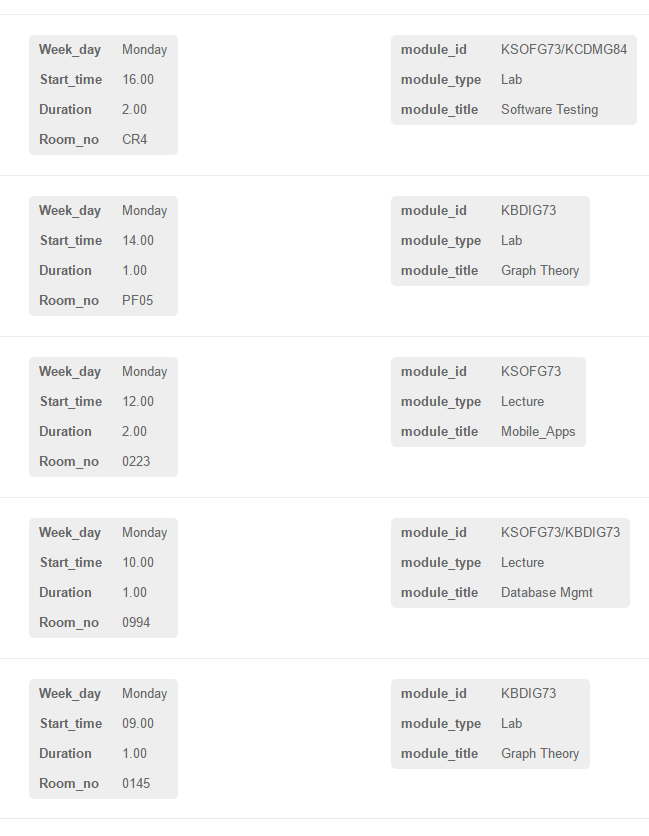 Week_day Monday module_id KSOFG73/KCDMG84
Start_time 16.00 module_type Lab
Duration 2.00 module_title Software Testing
Room_no CR4
Week_day Monday module_id KBDIG73
Start_time 14.00 module_type Lab
Duration 1.00 module_title Graph Theory
Room_no PF05
Week_day Monday module_id KSOFG73
Start_time 12.00 module_type Lecture
Duration 2.00 module_title Mobile_Apps
Room_no 0223
Week_day Monday module_id KSOFG73/KBDIG73
Start_time 10.00 module_type Lecture
Duration 1.00 module_title Database Mgmt
Room_no 0994
Week_day Monday module_id KBDIG73
Start_time 09.00 module_type Lab
Duration 1.00 module_title Graph Theory
Room_no 0145